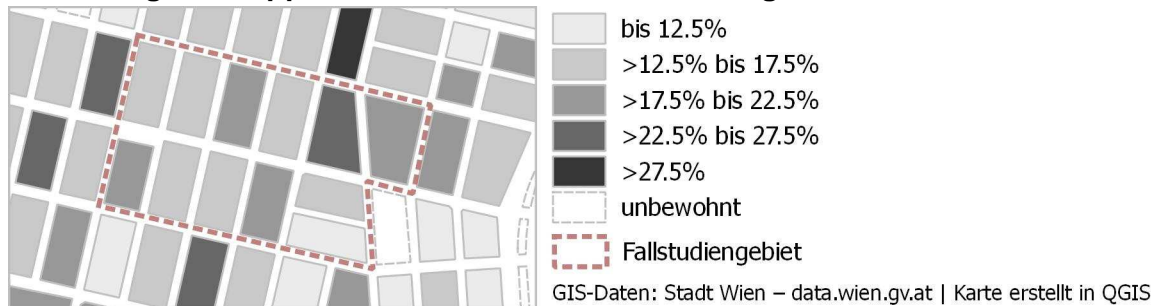 bis 12.5%
>12.5% bis 17.5%
>17.5% bis 22.5%
>22.5% bis 27.5%
>27.5%
unbewohnt
Fallstudiengebiet
GIS-Daten: Stadt Wien – data.wien.gv.at | Karte erstellt in QGIS